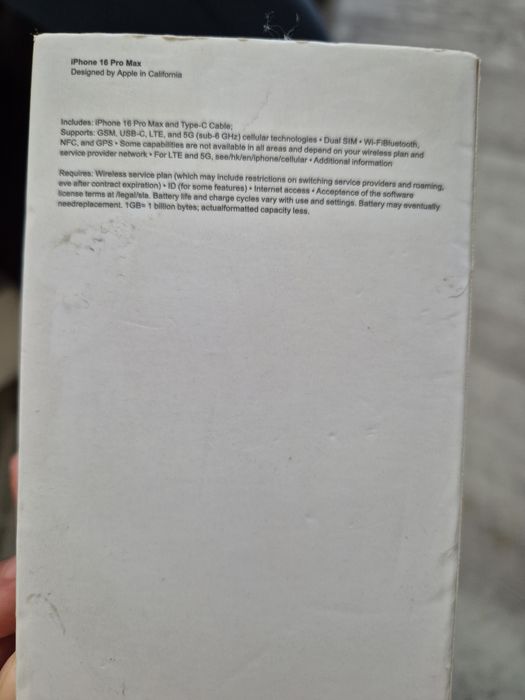 iPhone 16 Pro Max
Designed by Apple in California
Includes: iPhone 16 Pro Max and Type-C Cable;
Supports: GSM, USB-C, LTE, and 5G (sub-6 GHz) cellular technologies • Dual SIM • Wi-FiBluetooth,
NFC, and GPS • Some capabilities are not available in all areas and depend on your wireless plan and
service provider network • For LTE and 5G, see/hk/en/iphone/cellular • Additional information
Requires: Wireless service plan (which may include restrictions on switching service providers and roaming,
eve after contract expiration) • ID (for some features) • Internet access • Acceptence of the software
license terms at /legal/sla. Battery life and charge cycles vary with use and settings. Battery may eventually
needreplacement. 1GB= 1 billion bytes; actualformatted capacity less.